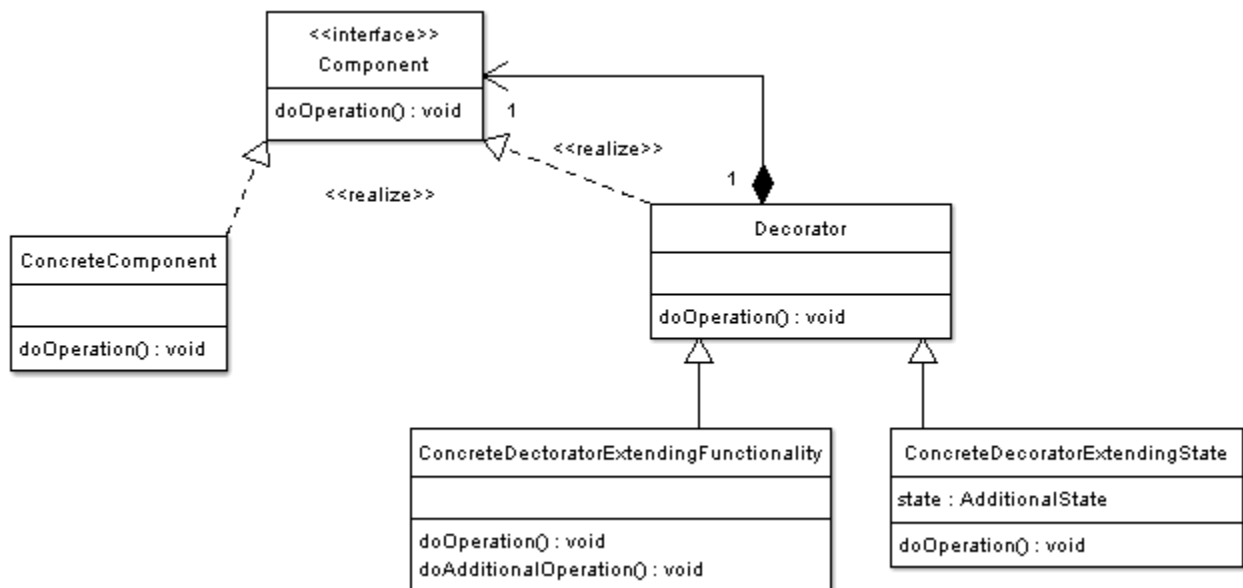 <<interface>>
Component
doOperation() : void
1
<<realize>>
<<realize>>
1
Decorator
doOperation() : void
ConcreteComponent
doOperation() : void
ConcreteDectoratorExtendingFunctionality
doOperation() : void
doAdditionalOperation() : void
ConcreteDecoratorExtendingState
state : AdditionalState
doOperation() : void